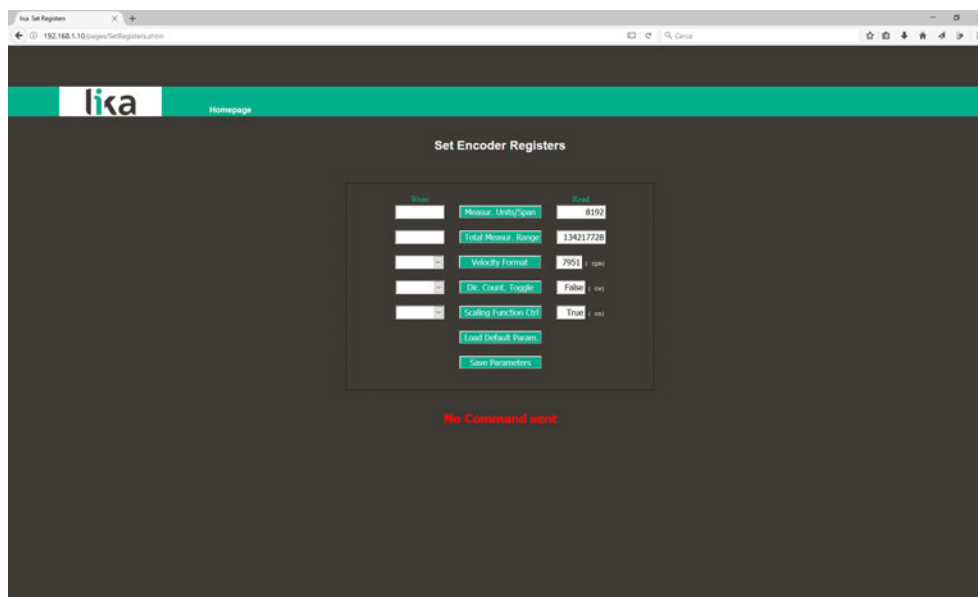 lika Set Registers
192.168.1.10/pages/SetRegisters.shtm
Cerca
lika
Homepage
Set Encoder Registers
Write Read
Measur. Units/Span 8192
Total Measur. Range 134217728
Velocity Format 7951 ( rpm)
Dir. Count. Toggle False ( cw)
Scaling Function Ctrl True ( on)
Load Default Param.
Save Parameters
No Command sent